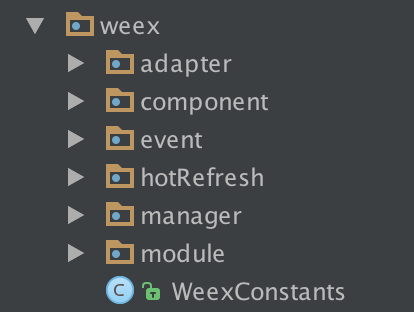 weex
adapter
component
event
hotRefresh
manager
module
WeexConstants